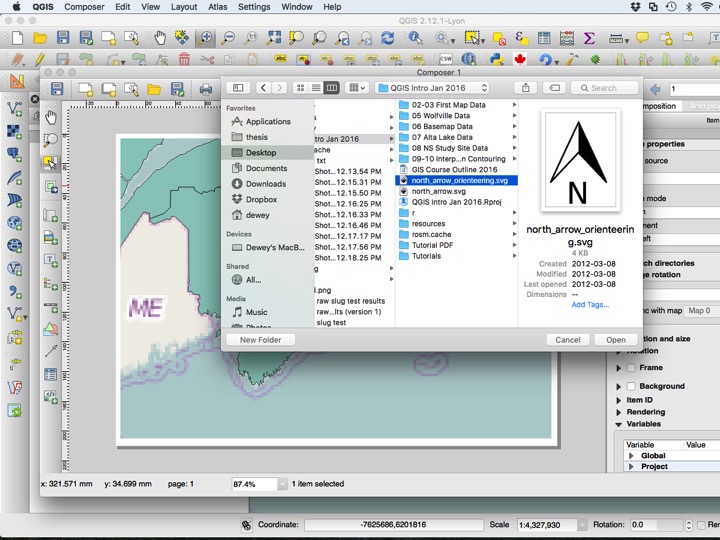 QGIS Composer Edit View Layout Atlas Settings Window Help
QGIS 2.12.1-Lyon
Composer 1
QGIS Intro Jan 2016
Search
1
Favorites
Applications
thesis
Desktop
Documents
Downloads
Dropbox
dewey
Devices
Dewey's MacB...
Shared
All...
Media
Music
Photos
tro Jan 2016
ache
txt
Shot...12.13.54 PM
Shot...12.15.31 PM
Shot...12.15.50 PM
Shot...12.16.25 PM
Shot...12.16.33 PM
Shot...12.16.46 PM
Shot...12.17.17 PM
Shot...12.17.56 PM
Shot...12.18.25 PM
g
d.png
raw slug test results
raw...lts (version 1)
slug test
02-03 First Map Data
05 Wolfville Data
06 Basemap Data
07 Alta Lake Data
08 NS Study Site Data
09-10 Interp...n Contouring
GIS Course Outline 2016
north_arrow_orienteering.svg
north_arrow.svg
QGIS Intro Jan 2016.Rproj
r
resources
rosm.cache
Tutorial PDF
Tutorials
N
north_arrow_orienteerin
g.svg
4 KB
Created 2012-03-08
Modified 2012-03-08
Last opened 2012-03-08
Dimensions --
Add Tags...
New Folder
Cancel
Open
mposition
Item
properties
source
e mode
ment
eft
rch directories
ge rotation
nc with map Map 0
ition and size
Rotation
Frame
Background
Item ID
Rendering
Variables
Variable Value
Global
Project
ME
x: 321.571 mm y: 34.699 mm page: 1 87.4% 1 item selected
Coordinate: -7625686,6201816 Scale 1:4,327,930 Rotation: 0.0 Ren